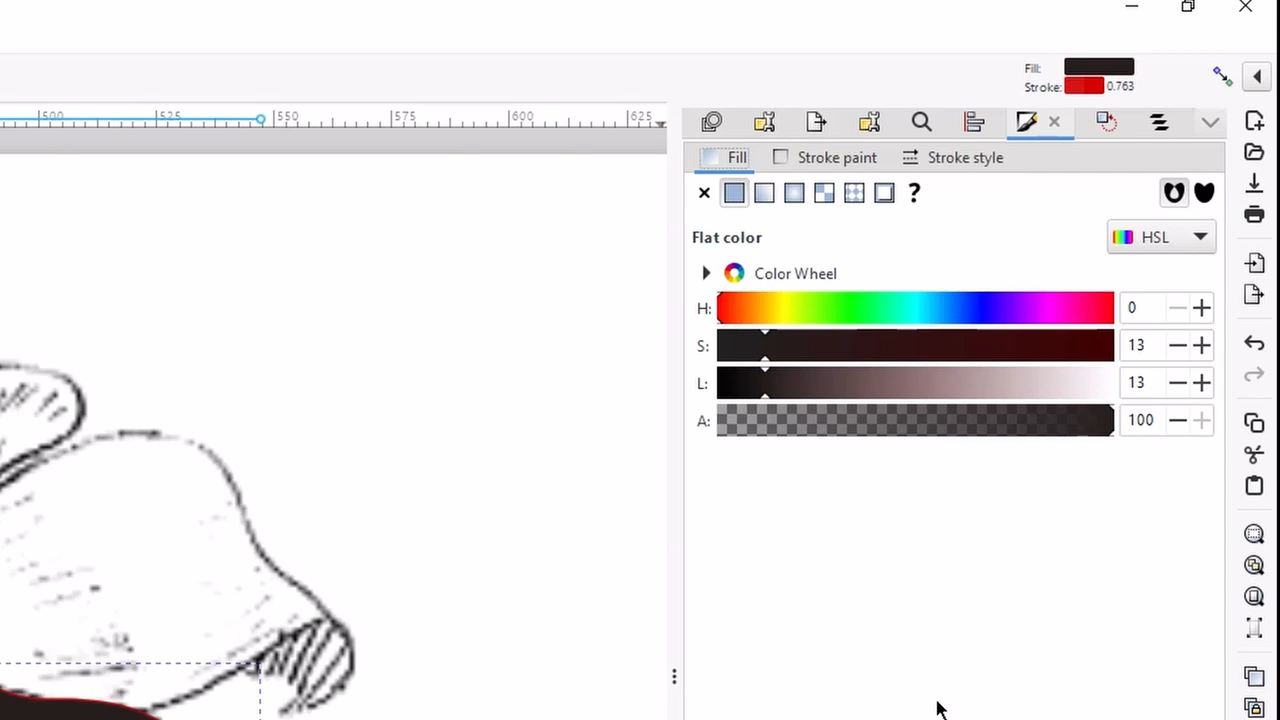 Fill:
Stroke: 0.763
500 525 550 575 600 625
Fill Stroke paint Stroke style
?
Flat color HSL
Color Wheel
H: 0
S: 13
L: 13
A: 100